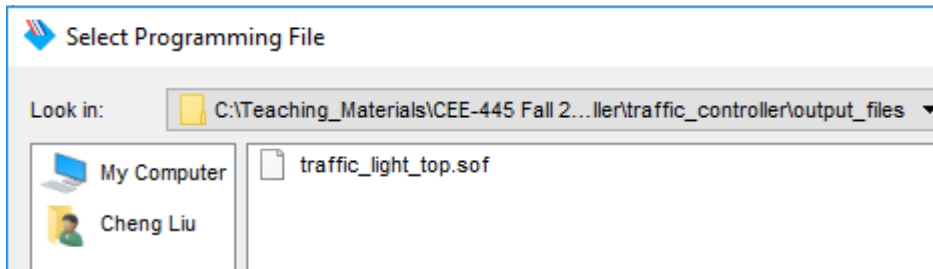 Select Programming File
Look in: C:\Teaching_Materials\CEE-445 Fall 2...ller\traffic_controller\output_files
My Computer
traffic_light_top.sof
Cheng Liu